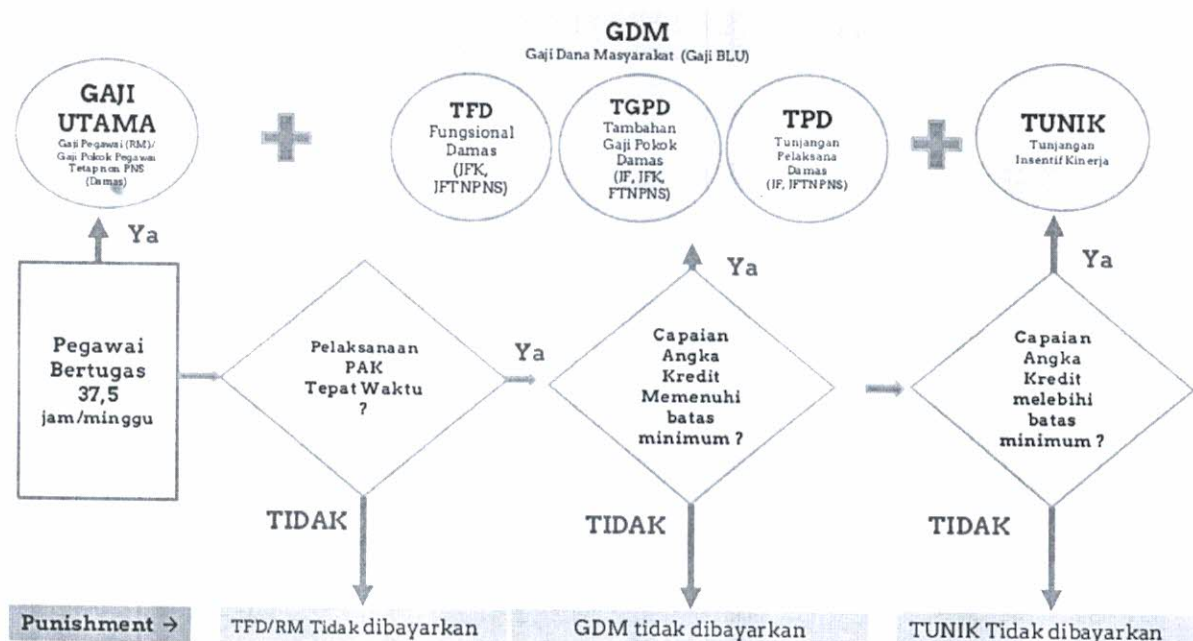 GDM
Gaji Dana Masyarakat (Gaji BLU)
GAJI
UTAMA
Gaji Pegawai (RM)/
Gaji Pokok Pegawai
Tetap non PNS
(Damas)
TFD
Fungsional
Damas
(JFK,
JFTNPNS)
TGPD
Tambahan
Gaji Pokok
Damas
(JF, JFK,
FTNPNS)
TPD
Tunjangan
Pelaksana
Damas
(JF, JFTNPNS)
TUNIK
Tunjangan
Insentif Kinerja
Ya
Ya
Ya
Pegawai
Bertugas
37,5
jam/minggu
Pelaksanaan
PAK
Tepat Waktu
?
Ya
Capaian
Angka
Kredit
Memenuhi
batas
minimum ?
Capaian
Angka
Kredit
melebihi
batas
minimum ?
TIDAK
TIDAK
TIDAK
Punishment →
TFD/RM Tidak dibayarkan
GDM tidak dibayarkan
TUNIK Tidak dibayarkan